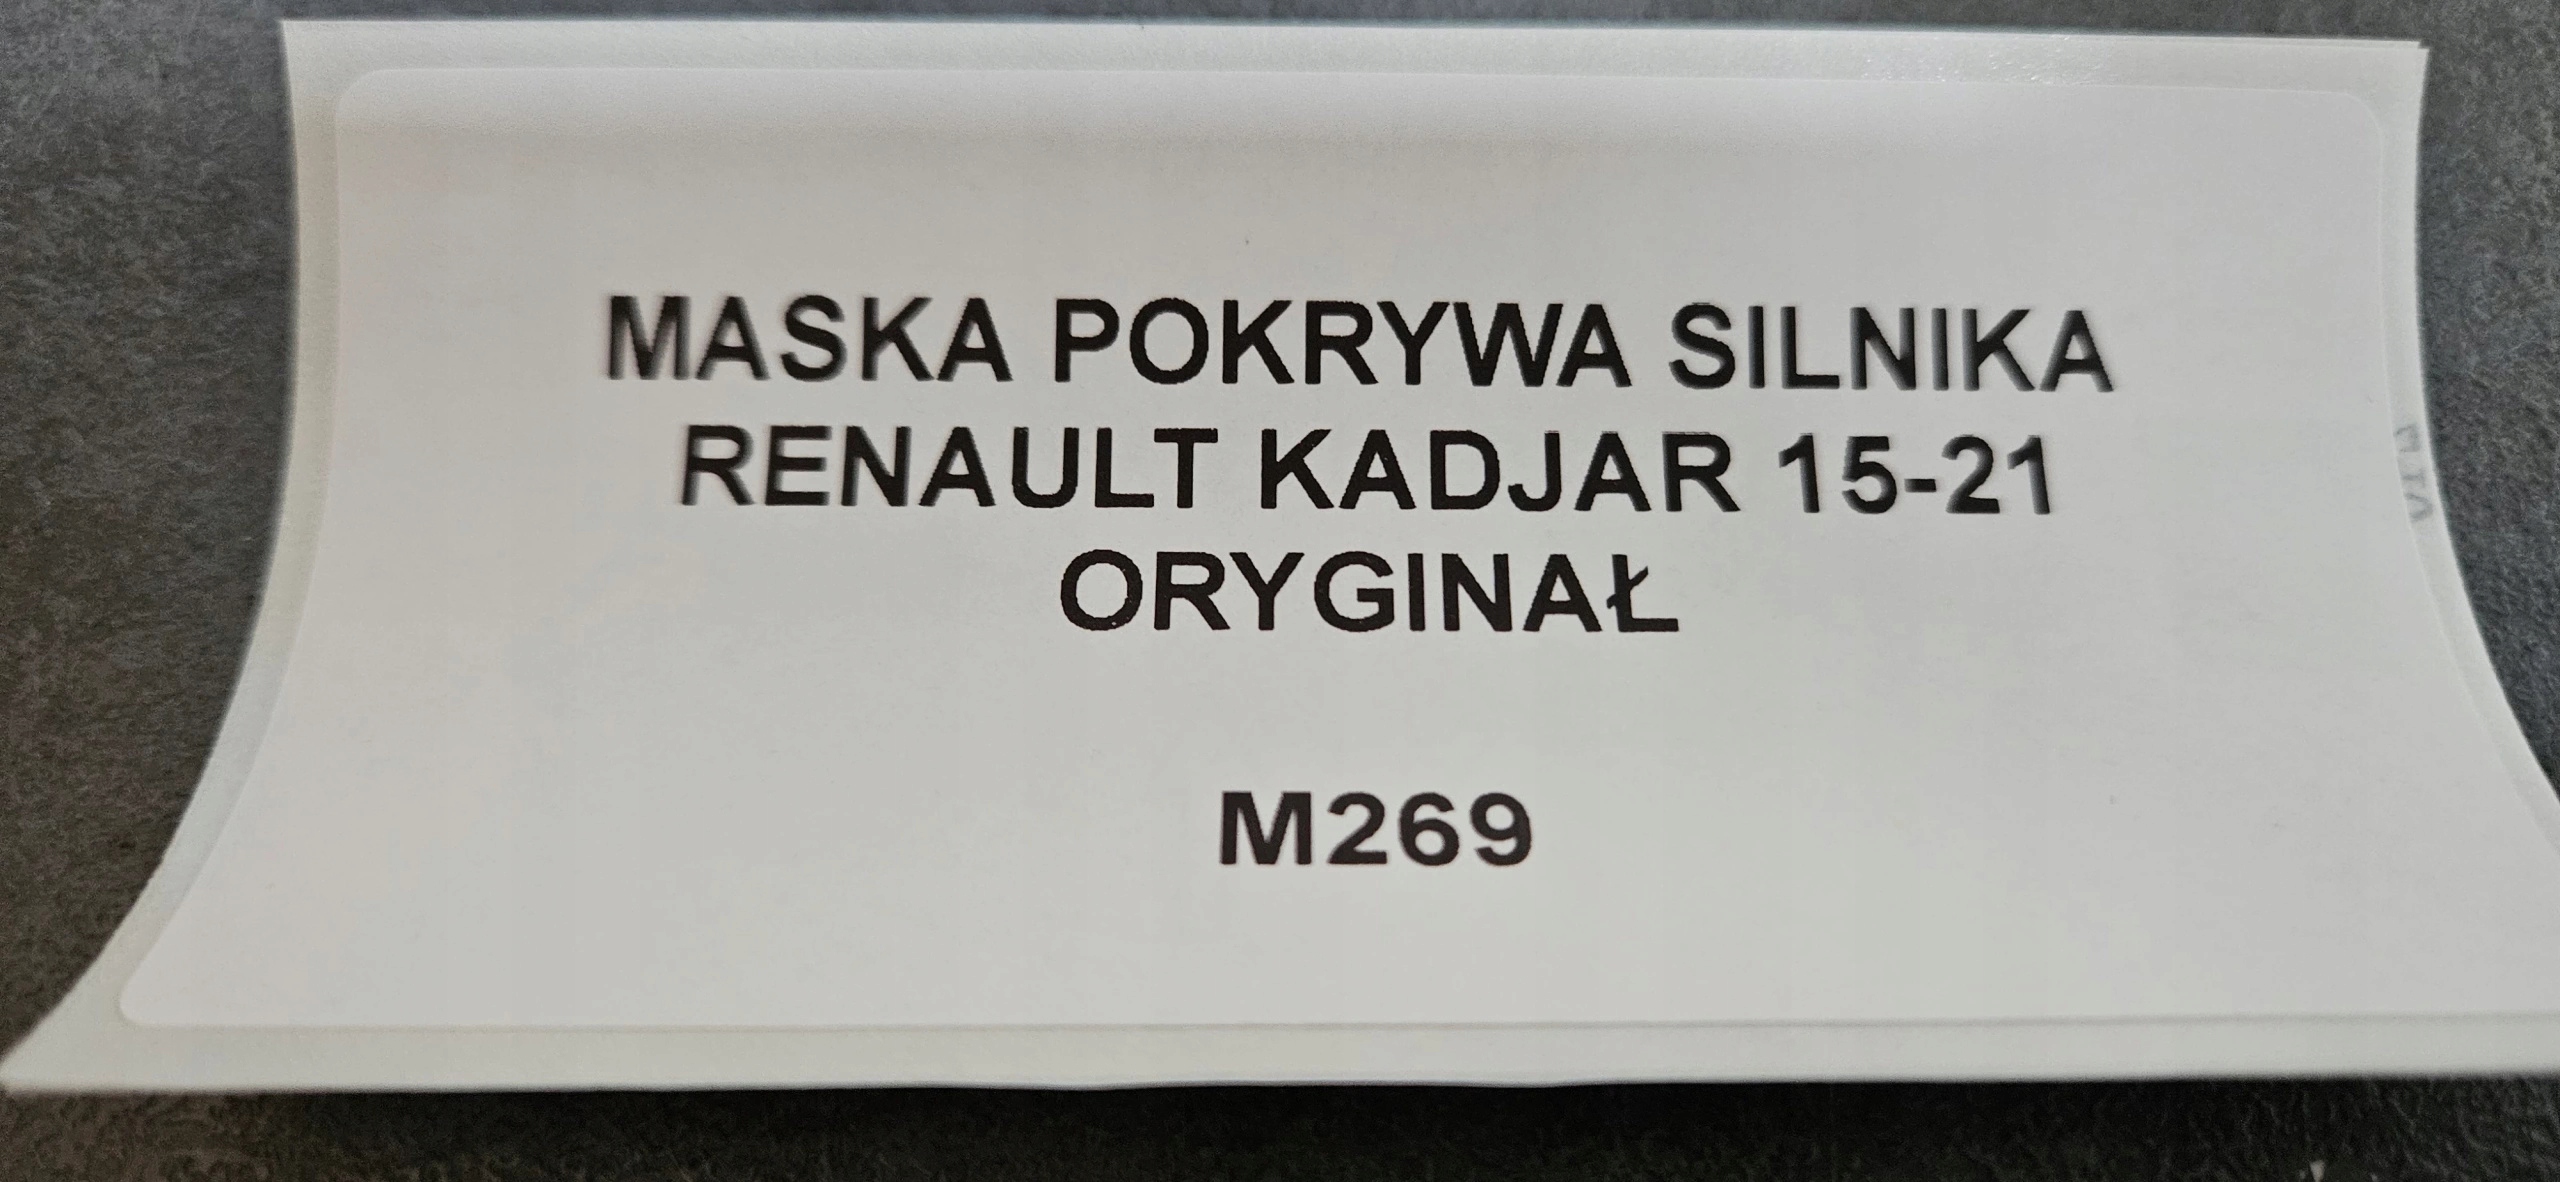 MASKA POKRYWA SILNIKA
RENAULT KADJAR 15-21
ORYGINAŁ
M269